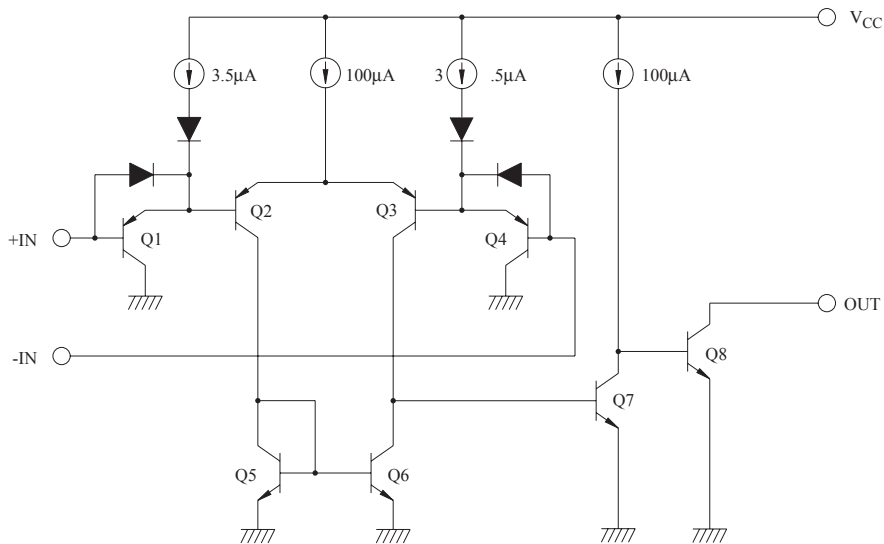 VCC
3.5µA
100µA
3 .5µA
100µA
Q2
Q3
+IN
Q1
Q4
OUT
-IN
Q8
Q7
Q5
Q6